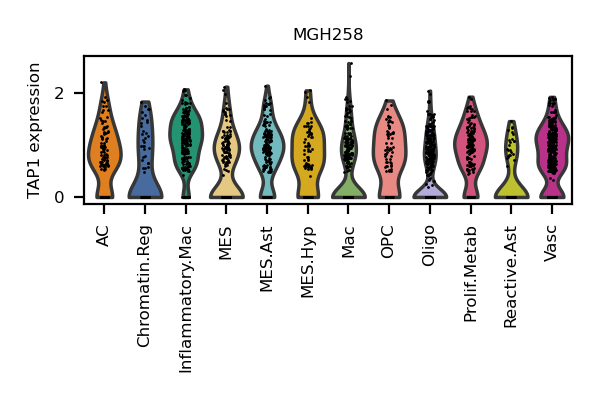 MGH258
TAP1 expression
2
0
AC
Chromatin.Reg
Inflammatory.Mac
MES
MES.Ast
MES.Hyp
Mac
OPC
Oligo
Prolif.Metab
Reactive.Ast
Vasc